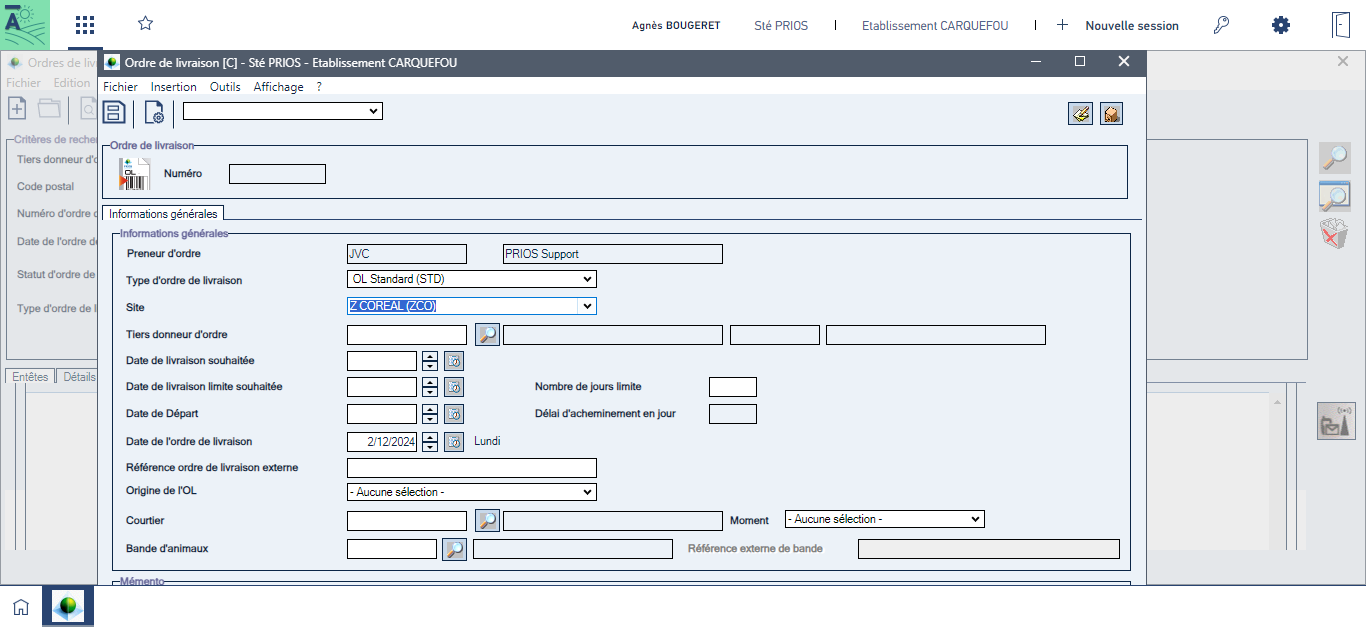 Agnès BOUGERET Sté PRIOS Etablissement CARQUEFOU Nouvelle session
Ordres de liv
Ordre de livraison [C] - Sté PRIOS - Etablissement CARQUEFOU
Fichier Edition
Fichier Insertion Outils Affichage ?
Critères de reche
Tiers donneur d'o
Code postal
Numéro d'ordre d
Date de l'ordre de
Statut d'ordre de
Type d'ordre de l
Entêtes Détails
Ordre de livraison
OL
Numéro
Informations générales
Informations générales
Preneur d'ordre JVC PRIOS Support
Type d'ordre de livraison OL Standard (STD)
Site Z COREAL (ZCO)
Tiers donneur d'ordre
Date de livraison souhaitée
Date de livraison limite souhaitée Nombre de jours limite
Date de Départ Délai d'acheminement en jour
Date de l'ordre de livraison 2/12/2024 Lundi
Référence ordre de livraison externe
Origine de l'OL - Aucune sélection -
Courtier Moment - Aucune sélection -
Bande d'animaux Référence externe de bande
Mémento